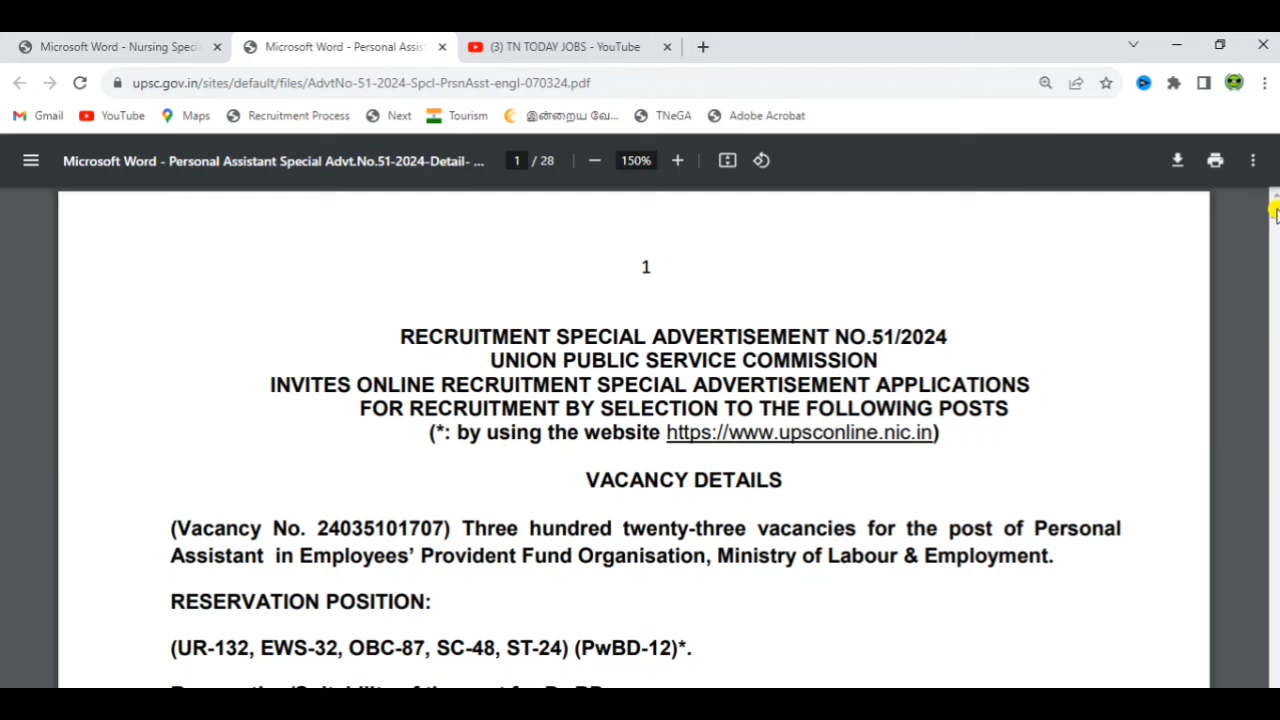 Microsoft Word - Nursing Speci
Microsoft Word - Personal Assis
(3) TN TODAY JOBS - YouTube
upsc.gov.in/sites/default/files/AdvtNo-51-2024-Spcl-PrsnAsst-engl-070324.pdf
Gmail YouTube Maps Recruitment Process Next Tourism இன்றைய வே... TNeGA Adobe Acrobat
Microsoft Word - Personal Assistant Special Advt.No.51-2024-Detail- ... 1 / 28 150%
1
RECRUITMENT SPECIAL ADVERTISEMENT NO.51/2024
UNION PUBLIC SERVICE COMMISSION
INVITES ONLINE RECRUITMENT SPECIAL ADVERTISEMENT APPLICATIONS
FOR RECRUITMENT BY SELECTION TO THE FOLLOWING POSTS
(*: by using the website https://www.upsconline.nic.in)
VACANCY DETAILS
(Vacancy No. 24035101707) Three hundred twenty-three vacancies for the post of Personal
Assistant in Employees’ Provident Fund Organisation, Ministry of Labour & Employment.
RESERVATION POSITION:
(UR-132, EWS-32, OBC-87, SC-48, ST-24) (PwBD-12)*.